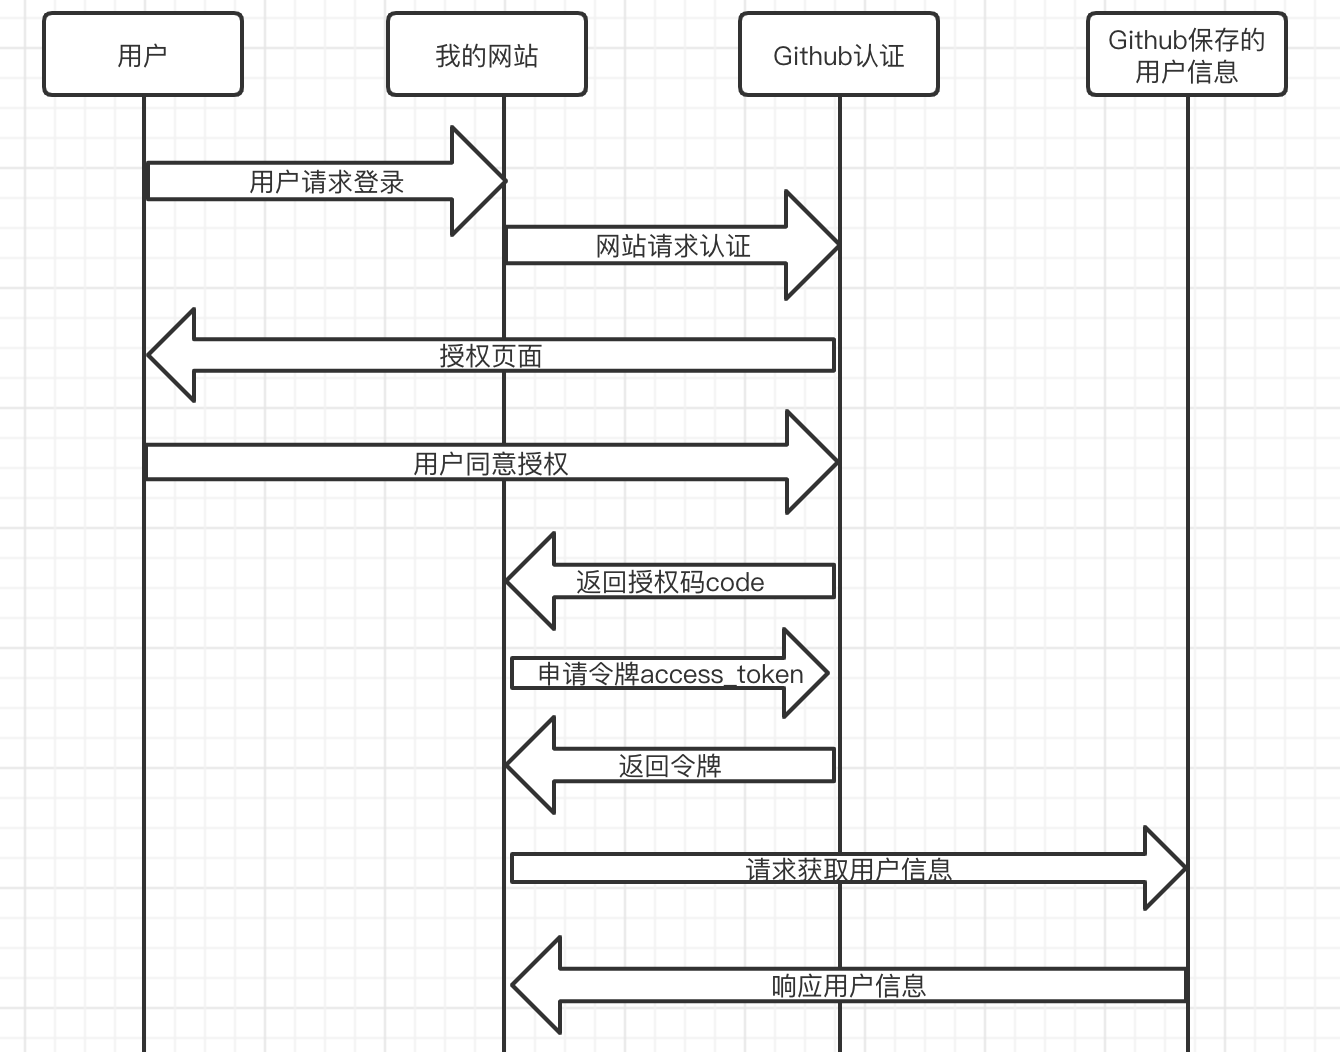 用户
我的网站
Github认证
Github保存的
用户信息
用户请求登录
网站请求认证
授权页面
用户同意授权
返回授权码code
申请令牌access_token
返回令牌
请求获取用户信息
响应用户信息